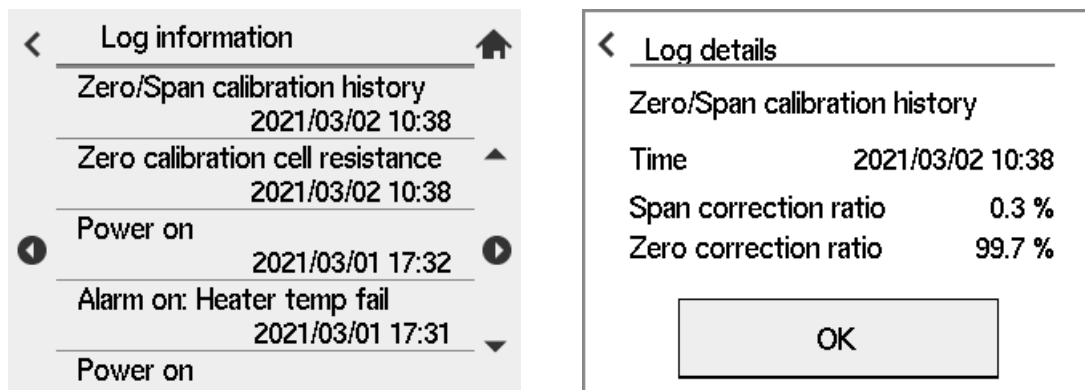 Log information
Zero/Span calibration history
2021/03/02 10:38
Zero calibration cell resistance
2021/03/02 10:38
Power on
2021/03/01 17:32
Alarm on: Heater temp fail
2021/03/01 17:31
Power on
Log details
Zero/Span calibration history
Time 2021/03/02 10:38
Span correction ratio 0.3 %
Zero correction ratio 99.7 %
OK